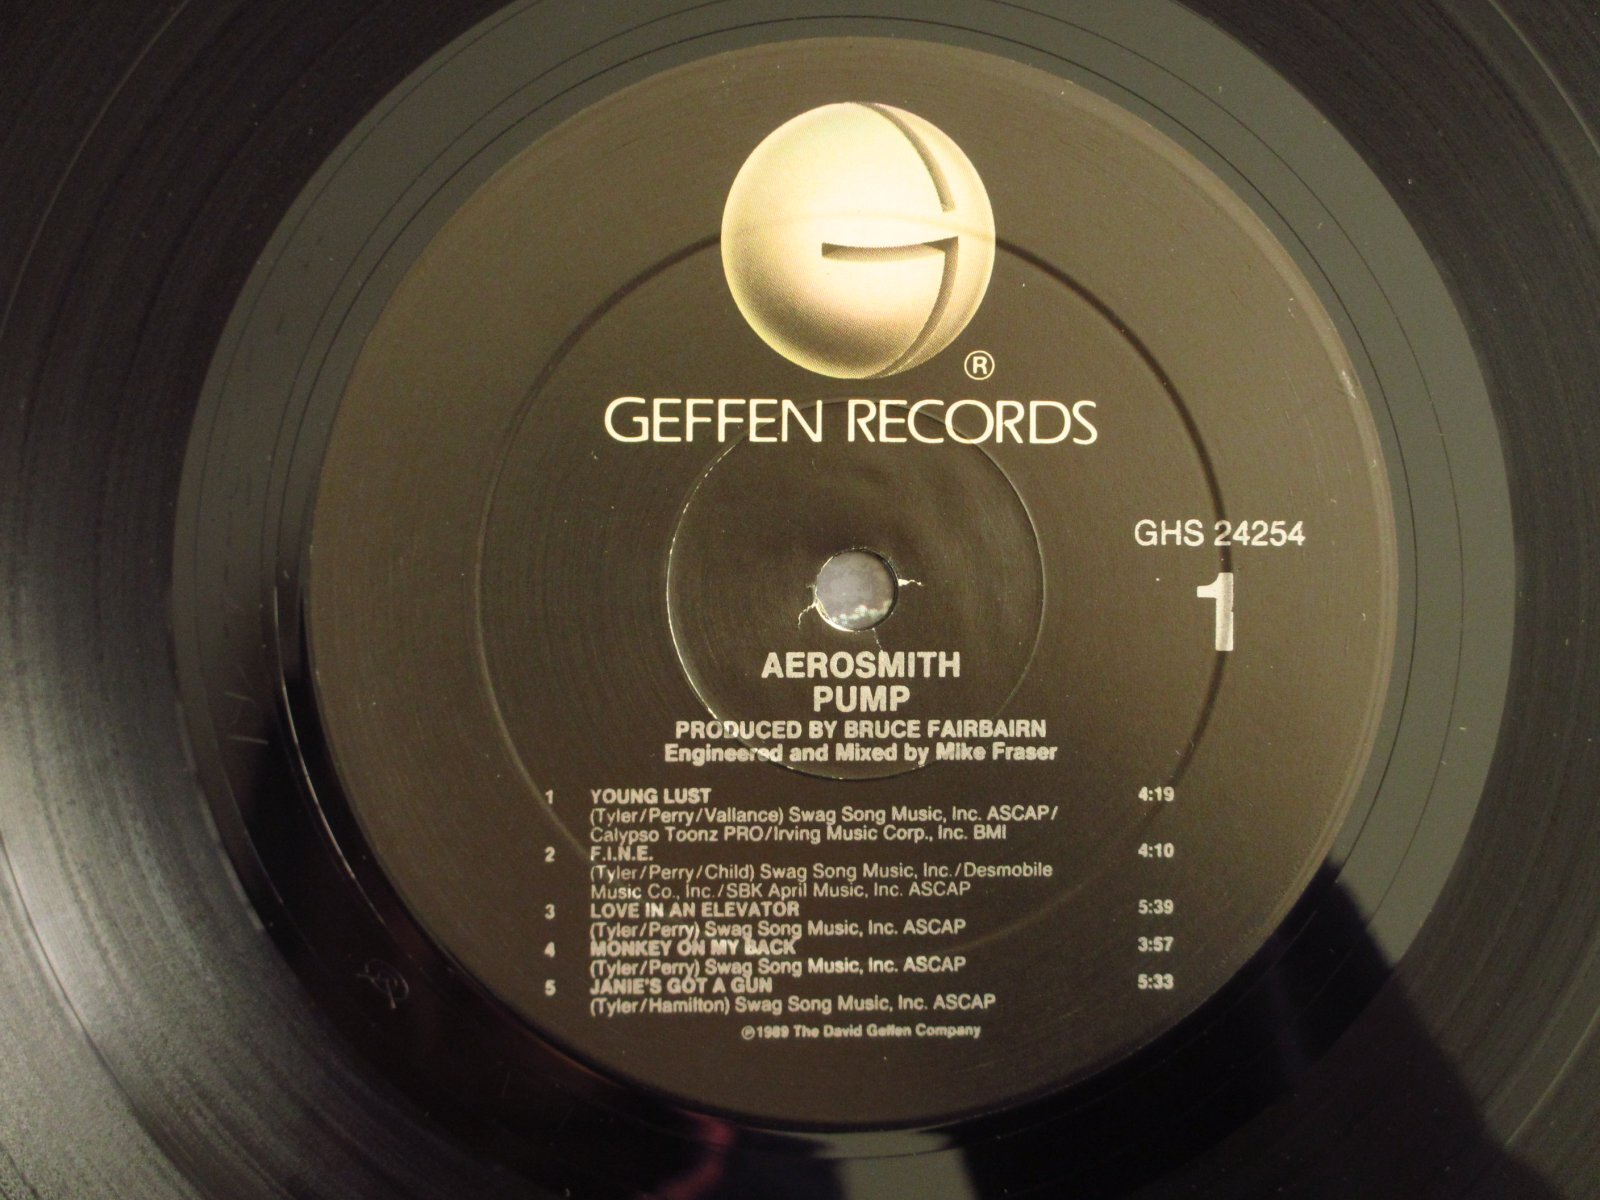 ®
GEFFEN RECORDS
GHS 24254
1
AEROSMITH
PUMP
PRODUCED BY BRUCE FAIRBAIRN
Engineered and Mixed by Mike Fraser
1 YOUNG LUST 4:19
(Tyler/Perry/Vallance) Swag Song Music, Inc. ASCAP/
Calypso Toonz PRO/Irving Music Corp., Inc. BMI
2 F.I.N.E. 4:10
(Tyler/Perry/Child) Swag Song Music, Inc./Desmobile
Music Co., Inc./SBK April Music, Inc. ASCAP
3 LOVE IN AN ELEVATOR 5:39
(Tyler/Perry) Swag Song Music, Inc. ASCAP
4 MONKEY ON MY BACK 3:57
(Tyler/Perry) Swag Song Music, Inc. ASCAP
5 JANIE'S GOT A GUN 5:33
(Tyler/Hamilton) Swag Song Music, Inc. ASCAP
℗1989 The David Geffen Company